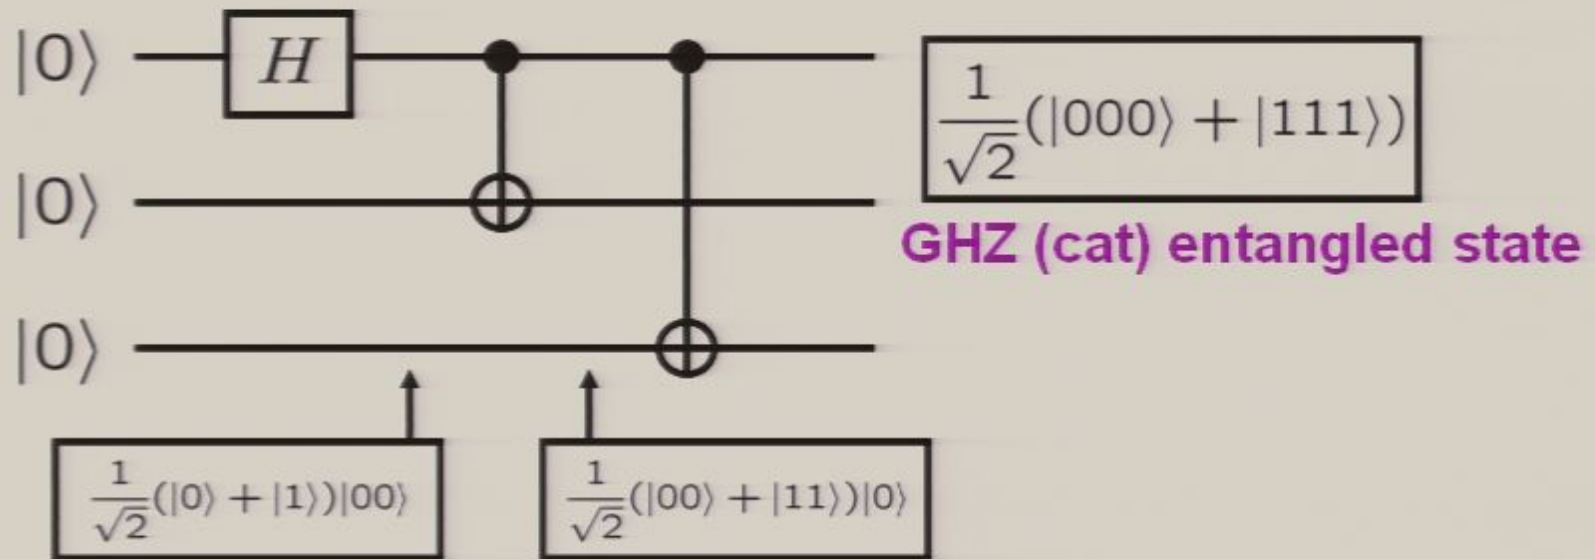 |0⟩ H
1/√2(|000⟩ + |111⟩)
|0⟩
GHZ (cat) entangled state
|0⟩
1/√2(|0⟩ + |1⟩)|00⟩
1/√2(|00⟩ + |11⟩)|0⟩